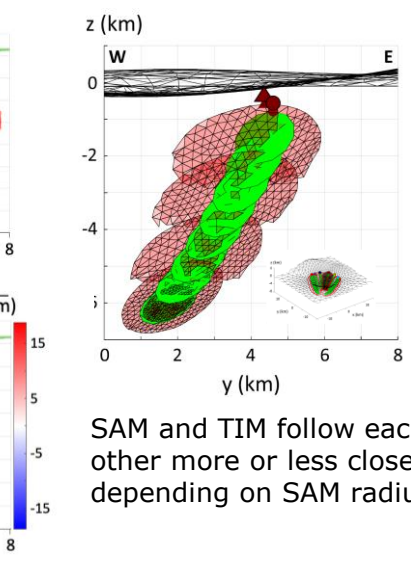 z (km)
W E
0
-2
8
-4
15
5
-5
-15
8
0 2 4 6 8
y (km)
SAM and TIM follow eac
other more or less close
depending on SAM radiu